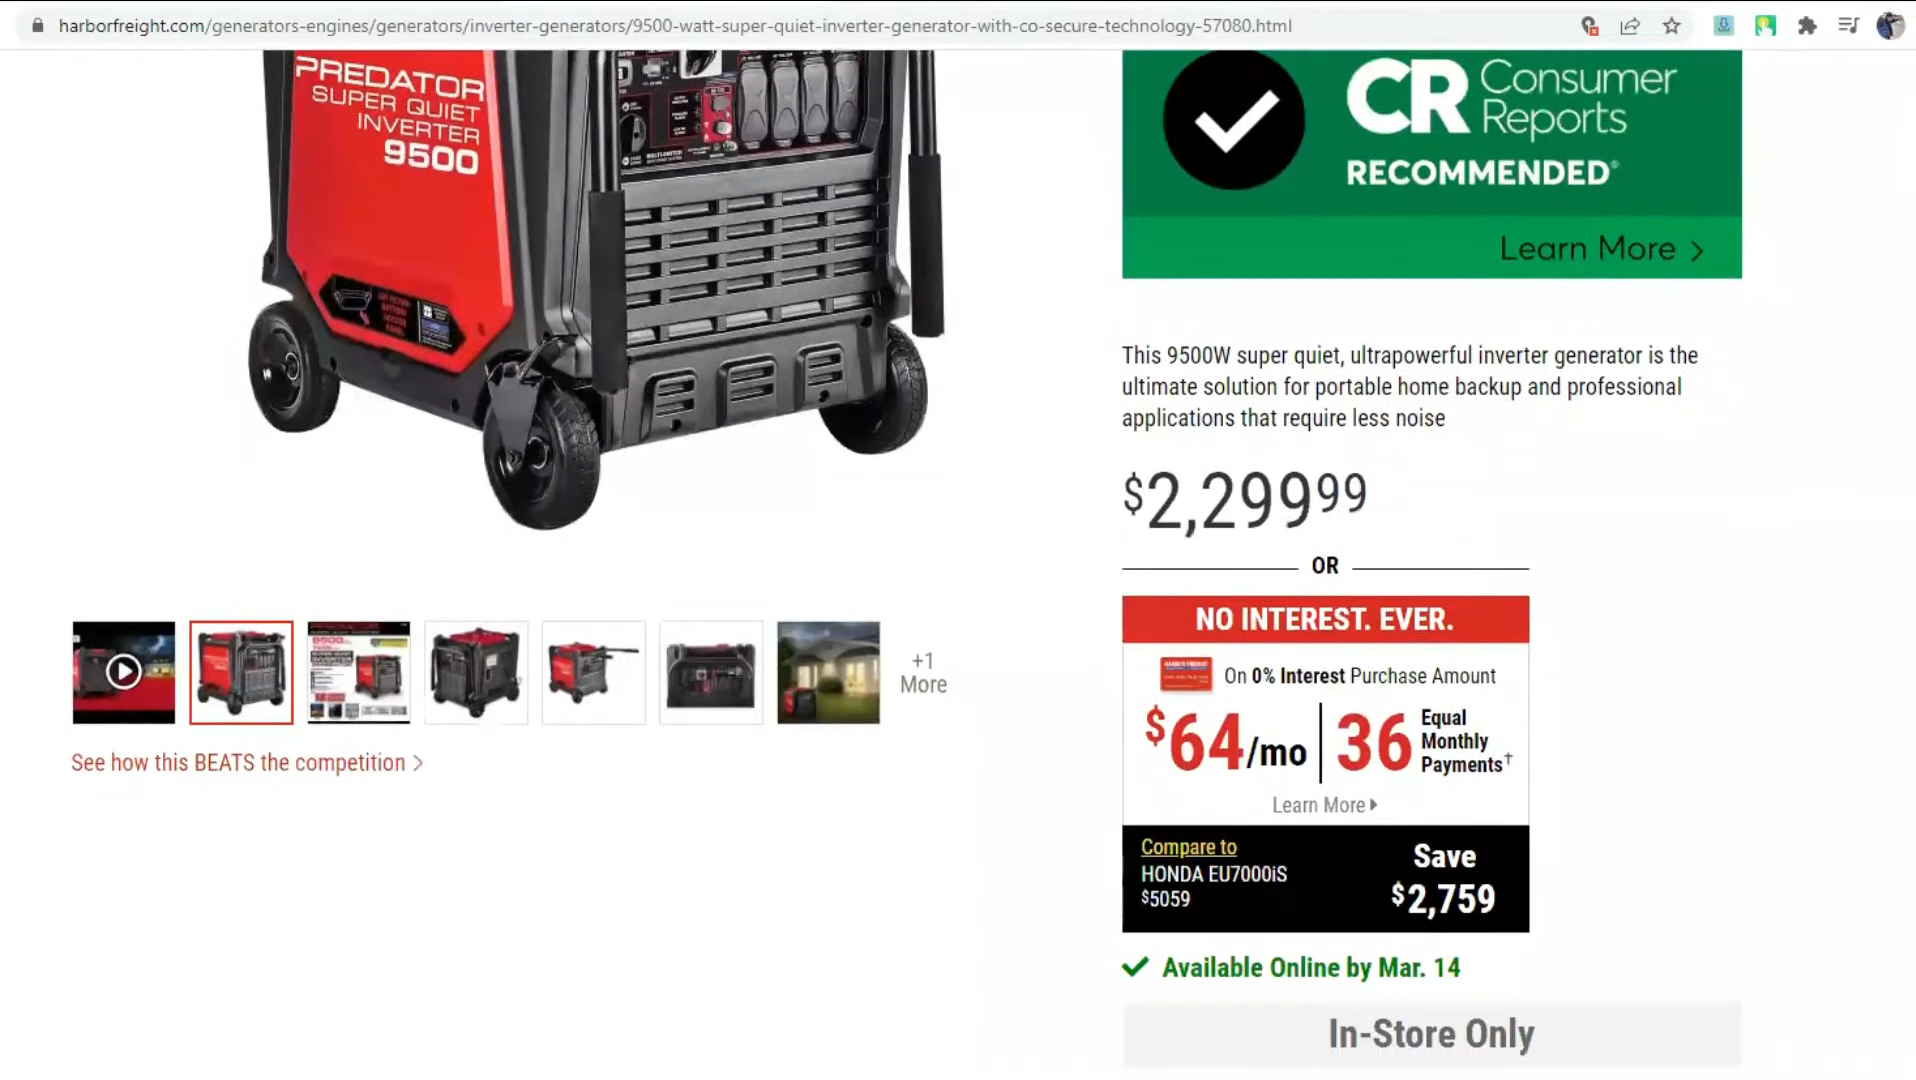 harborfreight.com/generators-engines/generators/inverter-generators/9500-watt-super-quiet-inverter-generator-with-co-secure-technology-57080.html
PREDATOR
SUPER QUIET
INVERTER
9500
CR Consumer
Reports
RECOMMENDED®
Learn More >
This 9500W super quiet, ultrapowerful inverter generator is the
ultimate solution for portable home backup and professional
applications that require less noise
$2,299 99
OR
NO INTEREST. EVER.
On 0% Interest Purchase Amount
$64/mo
36 Equal
Monthly
Payments†
Learn More
Compare to
HONDA EU7000iS
$5059
Save
$2,759
Available Online by Mar. 14
In-Store Only
+1
More
See how this BEATS the competition >